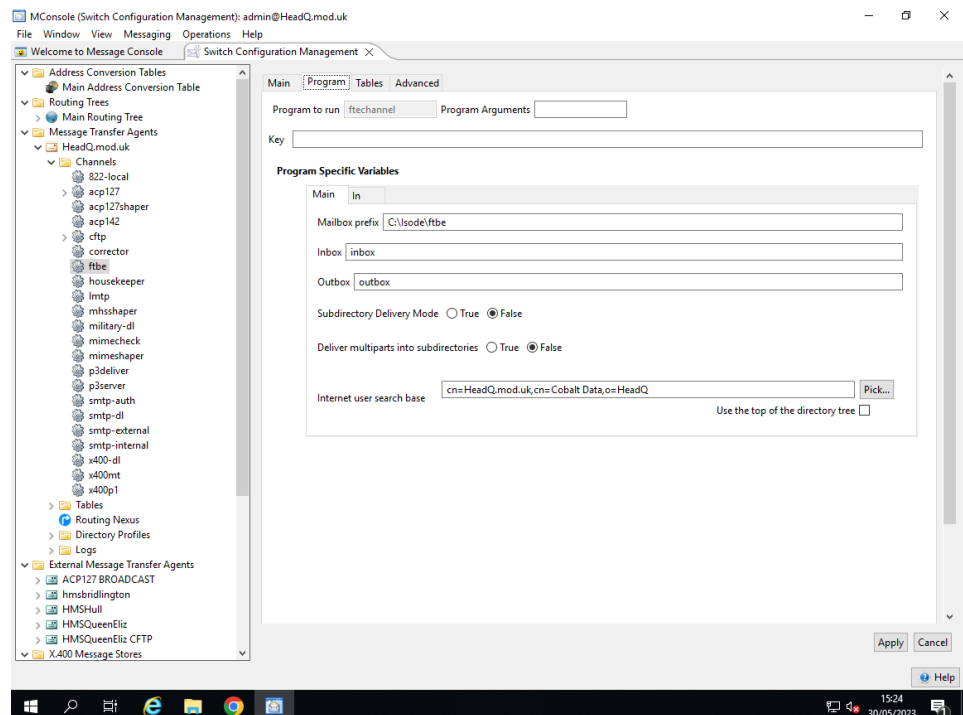 MConsole (Switch Configuration Management): admin@HeadQ.mod.uk
File Window View Messaging Operations Help
Welcome to Message Console
Switch Configuration Management
Address Conversion Tables
Main Address Conversion Table
Routing Trees
Main Routing Tree
Message Transfer Agents
HeadQ.mod.uk
Channels
822-local
acp127
acp127shaper
acp142
cftp
corrector
ftbe
housekeeper
lmtp
mhsshaper
military-dl
mimecheck
mimeshaper
p3deliver
p3server
smtp-auth
smtp-dl
smtp-external
smtp-internal
x400-dl
x400mt
x400p1
Tables
Routing Nexus
Directory Profiles
Logs
External Message Transfer Agents
ACP127 BROADCAST
hmsbridlington
HMSHull
HMSQueenEliz
HMSQueenEliz CFTP
X.400 Message Stores
Main Program Tables Advanced
Program to run ftechannel Program Arguments
Key
Program Specific Variables
Main In
Mailbox prefix C:\Isode\ftbe
Inbox inbox
Outbox outbox
Subdirectory Delivery Mode True False
Deliver multiparts into subdirectories True False
Internet user search base cn=HeadQ.mod.uk,cn=Cobalt Data,o=HeadQ Pick...
Use the top of the directory tree
Apply Cancel
Help
15:24
30/05/2023